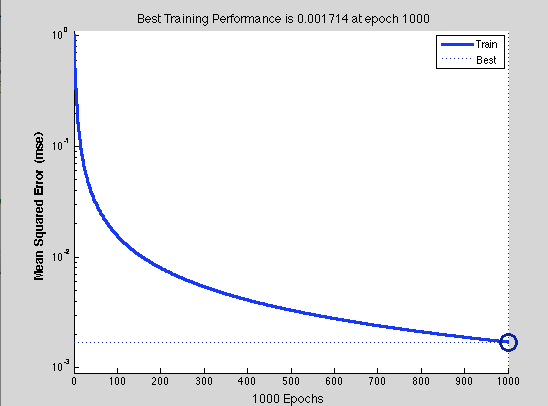 Best Training Performance is 0.001714 at epoch 1000
Train
Best
Mean Squared Error (mse)
10^0
10^-1
10^-2
10^-3
0 100 200 300 400 500 600 700 800 900 1000
1000 Epochs